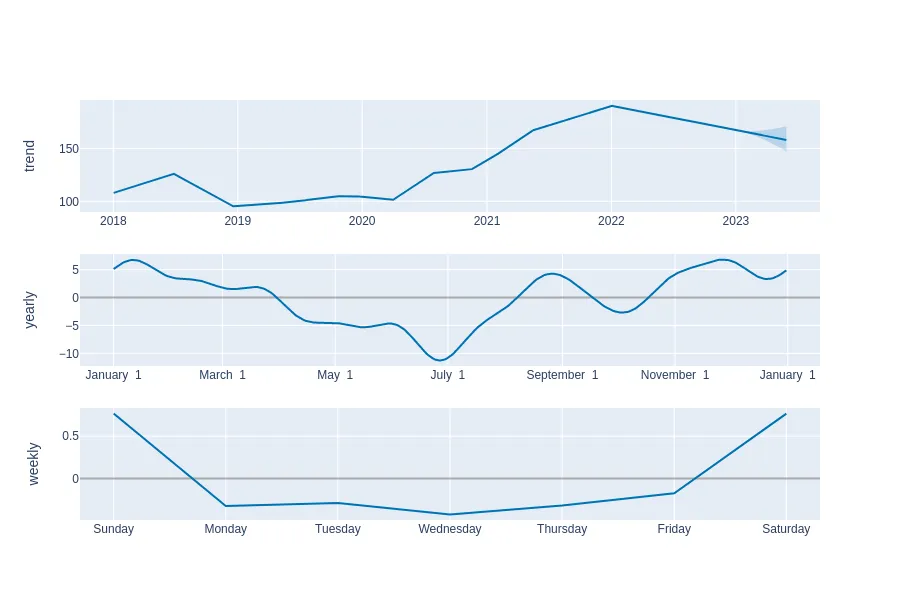 trend
150
100
2018 2019 2020 2021 2022 2023
yearly
5
0
−5
−10
January 1 March 1 May 1 July 1 September 1 November 1 January 1
weekly
0.5
0
Sunday Monday Tuesday Wednesday Thursday Friday Saturday